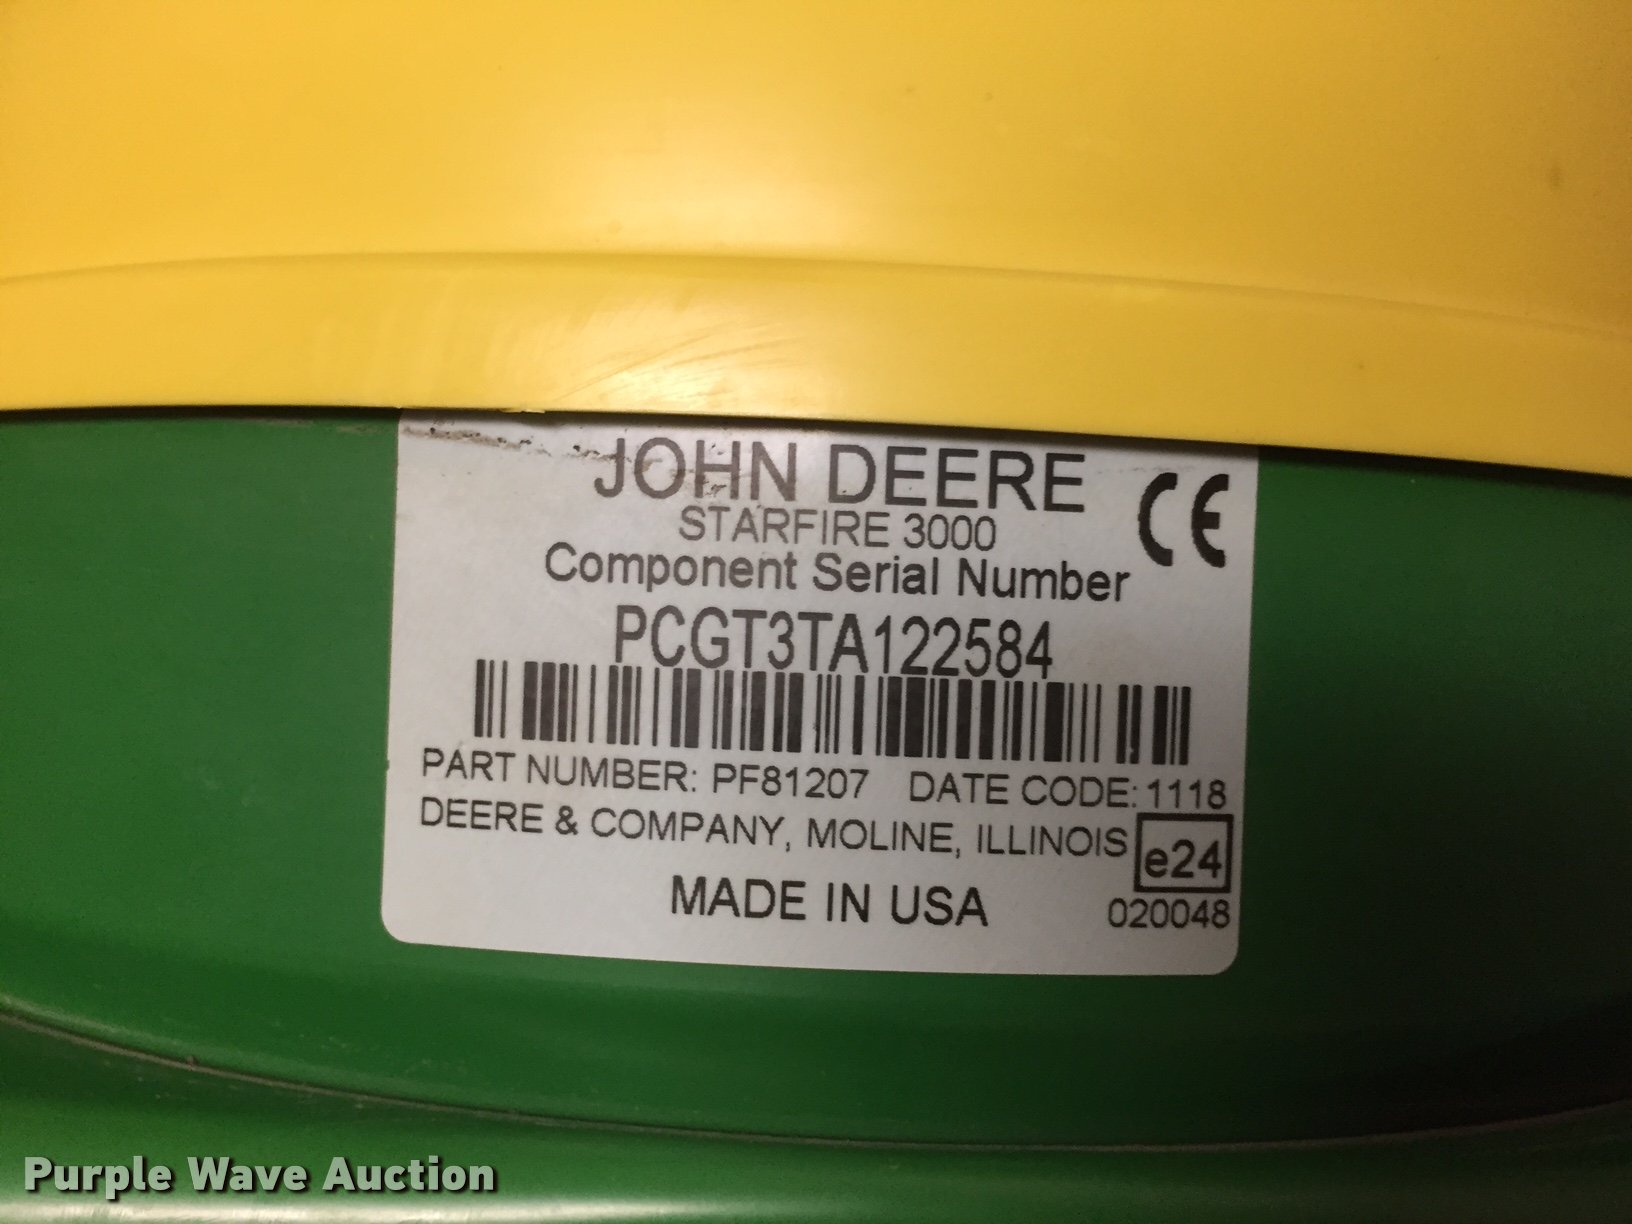 JOHN DEERE
STARFIRE 3000
CE
Component Serial Number
PCGT3TA122584
PART NUMBER: PF81207 DATE CODE: 1118
DEERE & COMPANY, MOLINE, ILLINOIS
e24
MADE IN USA
020048
Purple Wave Auction